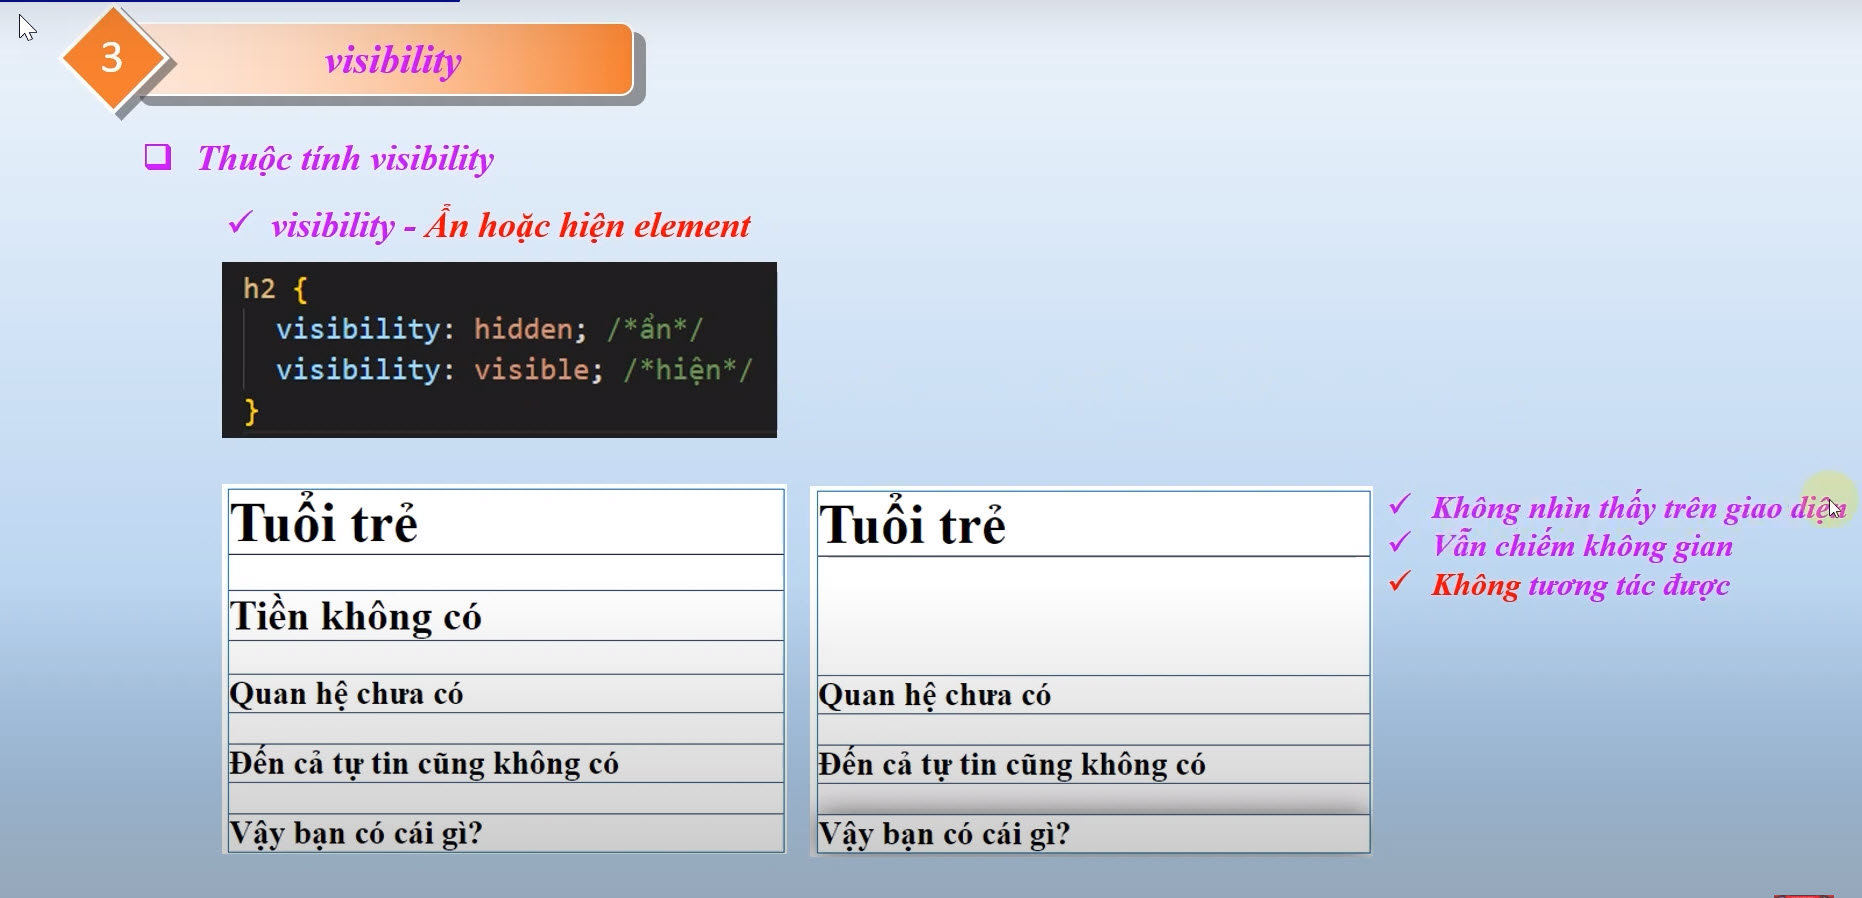 3
visibility
Thuộc tính visibility
visibility - Ẩn hoặc hiện element
h2 {
visibility: hidden; /*ẩn*/
visibility: visible; /*hiện*/
}
Tuổi trẻ
Tiền không có
Quan hệ chưa có
Đến cả tự tin cũng không có
Vậy bạn có cái gì?
Tuổi trẻ
Quan hệ chưa có
Đến cả tự tin cũng không có
Vậy bạn có cái gì?
Không nhìn thấy trên giao diện
Vẫn chiếm không gian
Không tương tác được